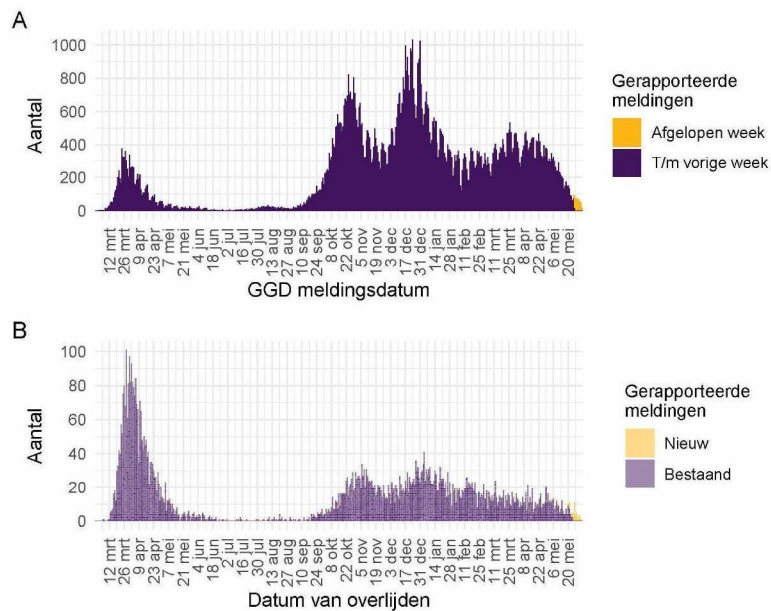 A
1000
800
600
400
200
0
Aantal
12 mrt
26 mrt
9 apr
23 apr
7 mei
21 mei
4 jun
18 jun
2 jul
16 jul
30 jul
13 aug
27 aug
10 sep
24 sep
8 okt
22 okt
5 nov
19 nov
3 dec
17 dec
31 dec
14 jan
28 jan
11 feb
25 feb
11 mrt
25 mrt
8 apr
22 apr
6 mei
20 mei
GGD meldingsdatum
Gerapporteerde
meldingen
Afgelopen week
T/m vorige week
B
100
80
60
40
20
0
Aantal
12 mrt
26 mrt
9 apr
23 apr
7 mei
21 mei
4 jun
18 jun
2 jul
16 jul
30 jul
13 aug
27 aug
10 sep
24 sep
8 okt
22 okt
5 nov
19 nov
3 dec
17 dec
31 dec
14 jan
28 jan
11 feb
25 feb
11 mrt
25 mrt
8 apr
22 apr
6 mei
20 mei
Datum van overlijden
Gerapporteerde
meldingen
Nieuw
Bestaand